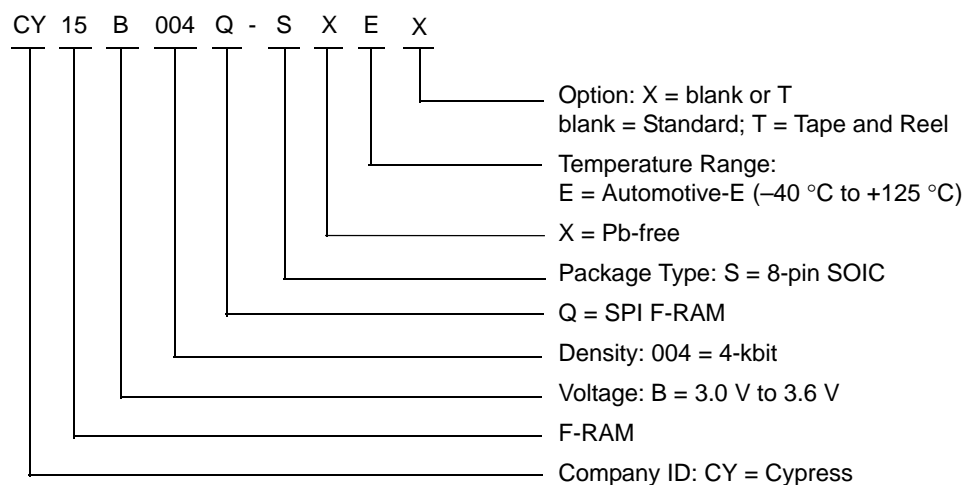 CY 15 B 004 Q - S X E X
Option: X = blank or T
blank = Standard; T = Tape and Reel
Temperature Range:
E = Automotive-E (–40 °C to +125 °C)
X = Pb-free
Package Type: S = 8-pin SOIC
Q = SPI F-RAM
Density: 004 = 4-kbit
Voltage: B = 3.0 V to 3.6 V
F-RAM
Company ID: CY = Cypress